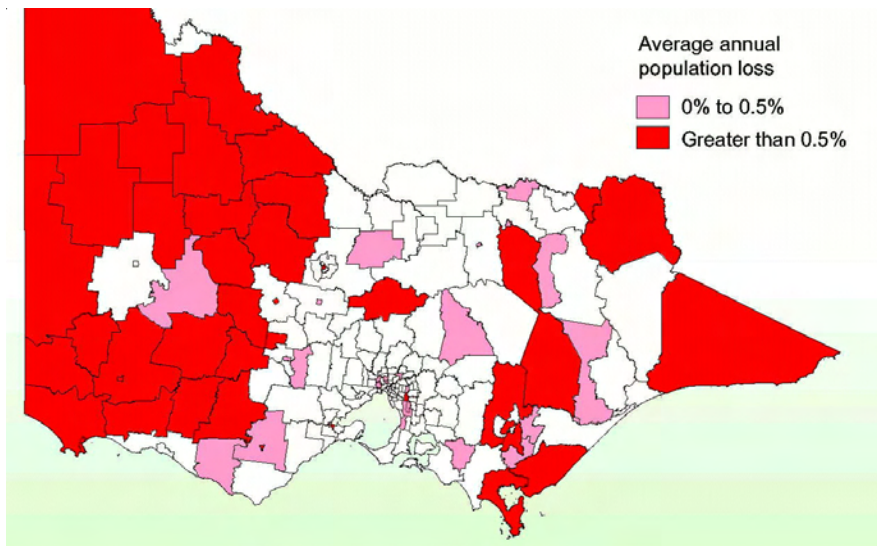 Average annual
population loss
0% to 0.5%
Greater than 0.5%